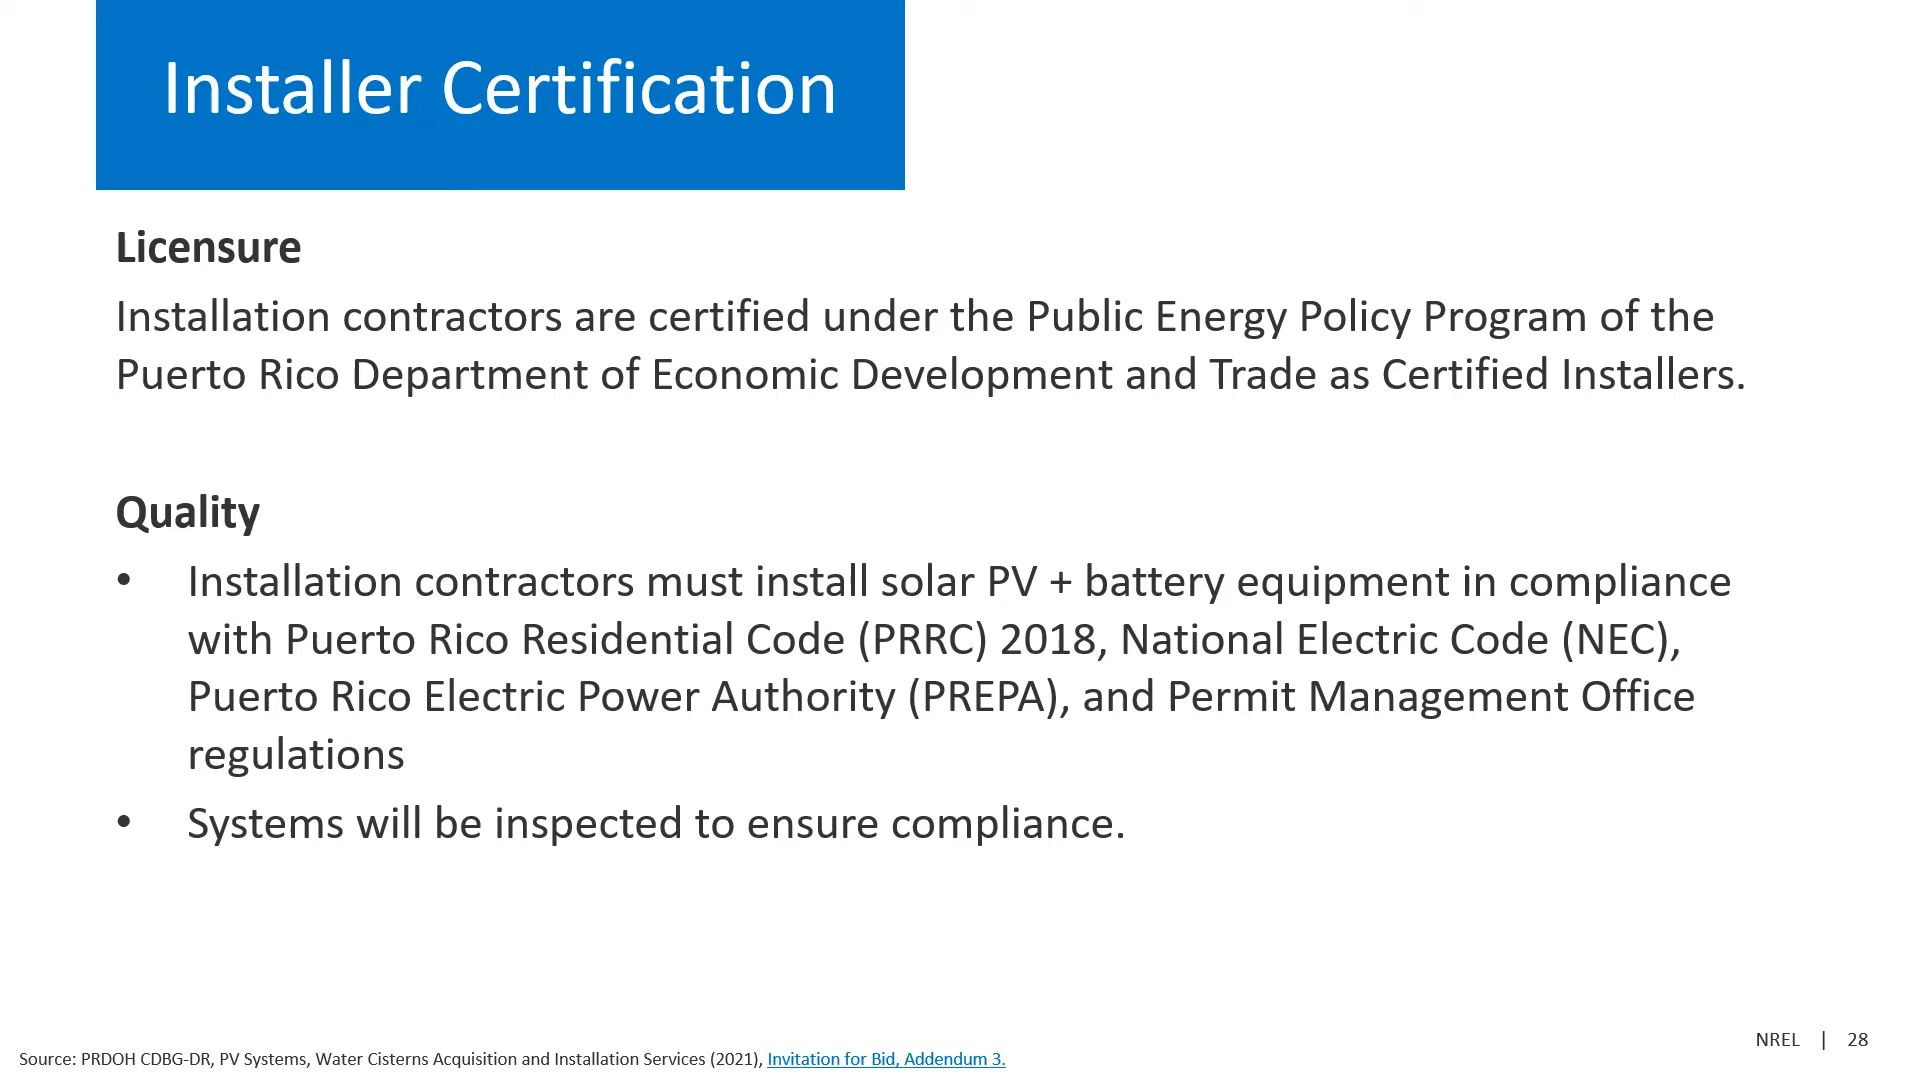 Installer Certification
Licensure
Installation contractors are certified under the Public Energy Policy Program of the
Puerto Rico Department of Economic Development and Trade as Certified Installers.
Quality
• Installation contractors must install solar PV + battery equipment in compliance
with Puerto Rico Residential Code (PRRC) 2018, National Electric Code (NEC),
Puerto Rico Electric Power Authority (PREPA), and Permit Management Office
regulations
• Systems will be inspected to ensure compliance.
NREL | 28
Source: PRDOH CDBG-DR, PV Systems, Water Cisterns Acquisition and Installation Services (2021), Invitation for Bid, Addendum 3.